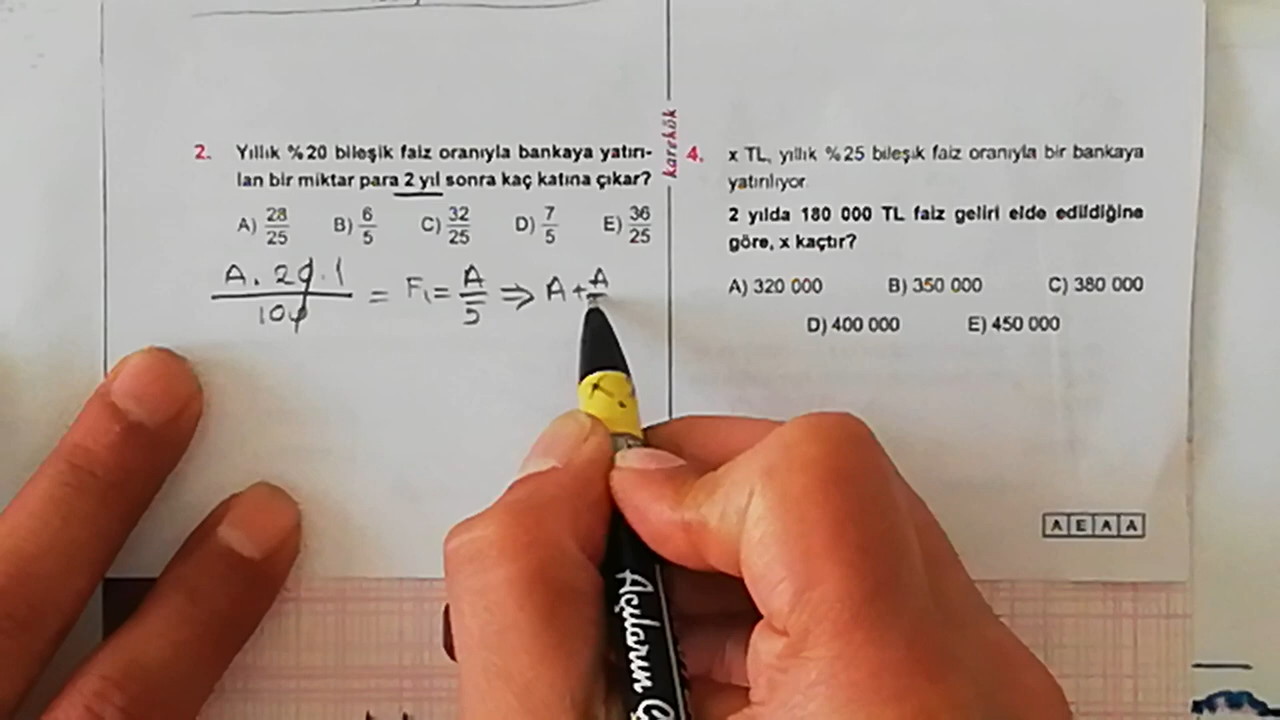 2. Yıllık %20 bileşik faiz oranıyla bankaya yatırı-
lan bir miktar para 2 yıl sonra kaç katına çıkar?
A) 28/25 B) 6/5 C) 32/25 D) 7/5 E) 36/25
A . 20 . 1 / 100 = F₁ = A/5 ⇒ A + A
karekök
4. x TL, yıllık %25 bileşik faiz oranıyla bir bankaya
yatırılıyor.
2 yılda 180 000 TL faiz geliri elde edildiğine
göre, x kaçtır?
A) 320 000 B) 350 000 C) 380 000
D) 400 000 E) 450 000
A E A A
Açıların